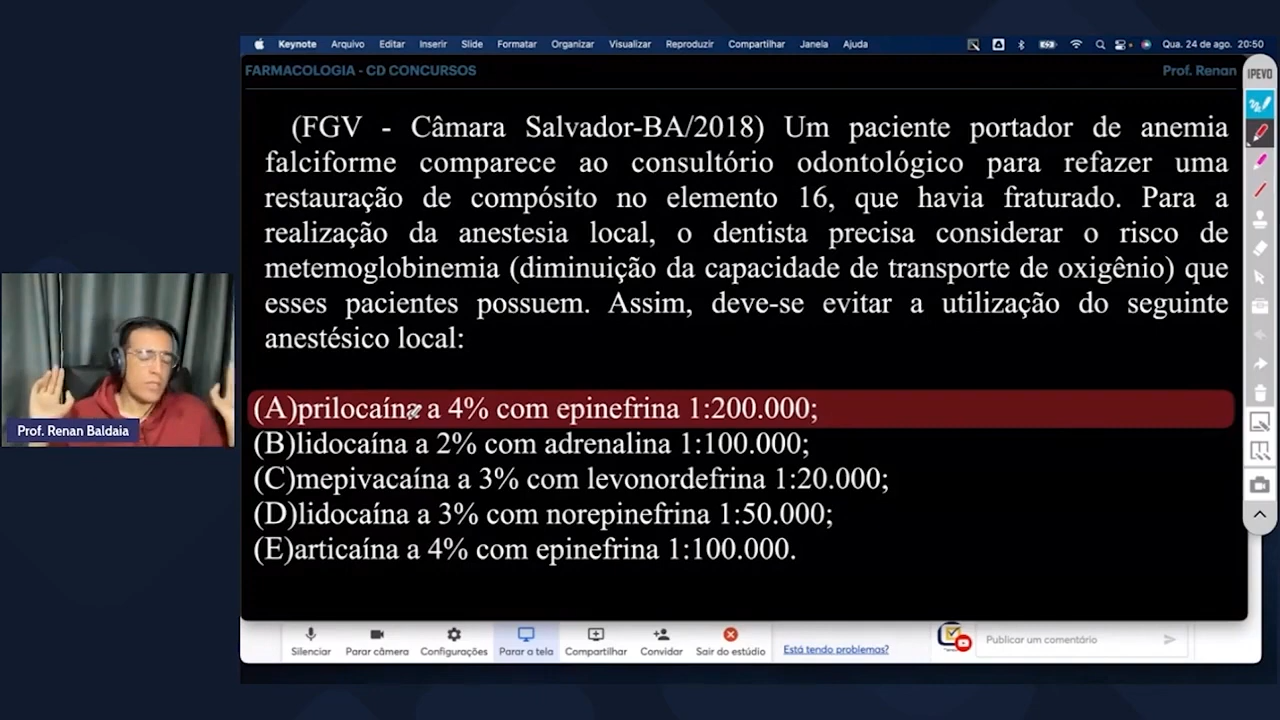 Keynote Arquivo Editar Inserir Slide Formatar Organizar Visualizar Reproduzir Compartilhar Janela Ajuda Qua. 24 de ago. 20:50
FARMACOLOGIA - CD CONCURSOS Prof. Renan
IPEVO
(FGV - Câmara Salvador-BA/2018) Um paciente portador de anemia
falciforme comparece ao consultório odontológico para refazer uma
restauração de compósito no elemento 16, que havia fraturado. Para a
realização da anestesia local, o dentista precisa considerar o risco de
metemoglobinemia (diminuição da capacidade de transporte de oxigênio) que
esses pacientes possuem. Assim, deve-se evitar a utilização do seguinte
anestésico local:
(A)prilocaína a 4% com epinefrina 1:200.000;
(B)lidocaína a 2% com adrenalina 1:100.000;
(C)mepivacaína a 3% com levonordefrina 1:20.000;
(D)lidocaína a 3% com norepinefrina 1:50.000;
(E)articaína a 4% com epinefrina 1:100.000.
Prof. Renan Baldaia
Silenciar Parar câmera Configurações Parar a tela Compartilhar Convidar Sair do estúdio Está tendo problemas? Publicar um comentário